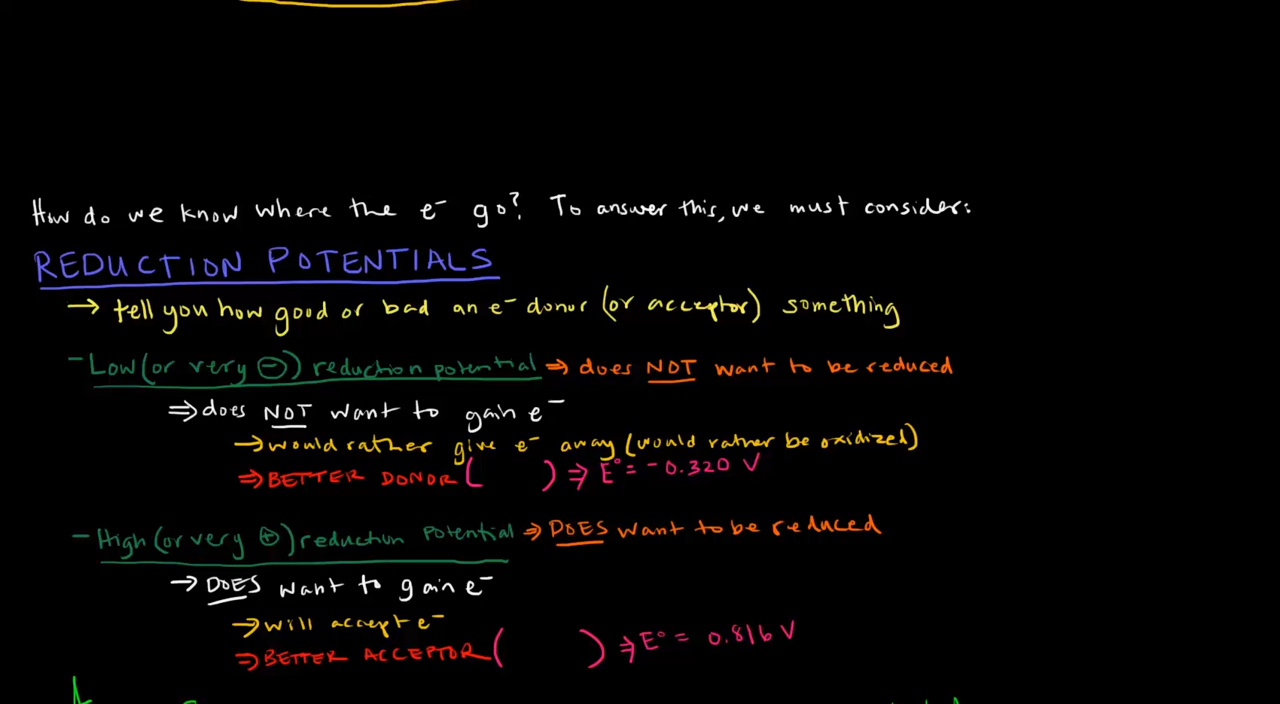 How do we know where the e⁻ go? To answer this, we must consider:
REDUCTION POTENTIALS
→ tell you how good or bad an e⁻ donor (or acceptor) something
- Low (or very ⊖) reduction potential ⇒ does NOT want to be reduced
⇒ does NOT want to gain e⁻
→ would rather give e⁻ away (would rather be oxidized)
⇒ BETTER DONOR ( ) ⇒ E° = -0.320 V
- High (or very ⊕) reduction potential ⇒ DOES want to be reduced
→ DOES want to gain e⁻
→ will accept e⁻
⇒ BETTER ACCEPTOR ( ) ⇒ E° = 0.816 V